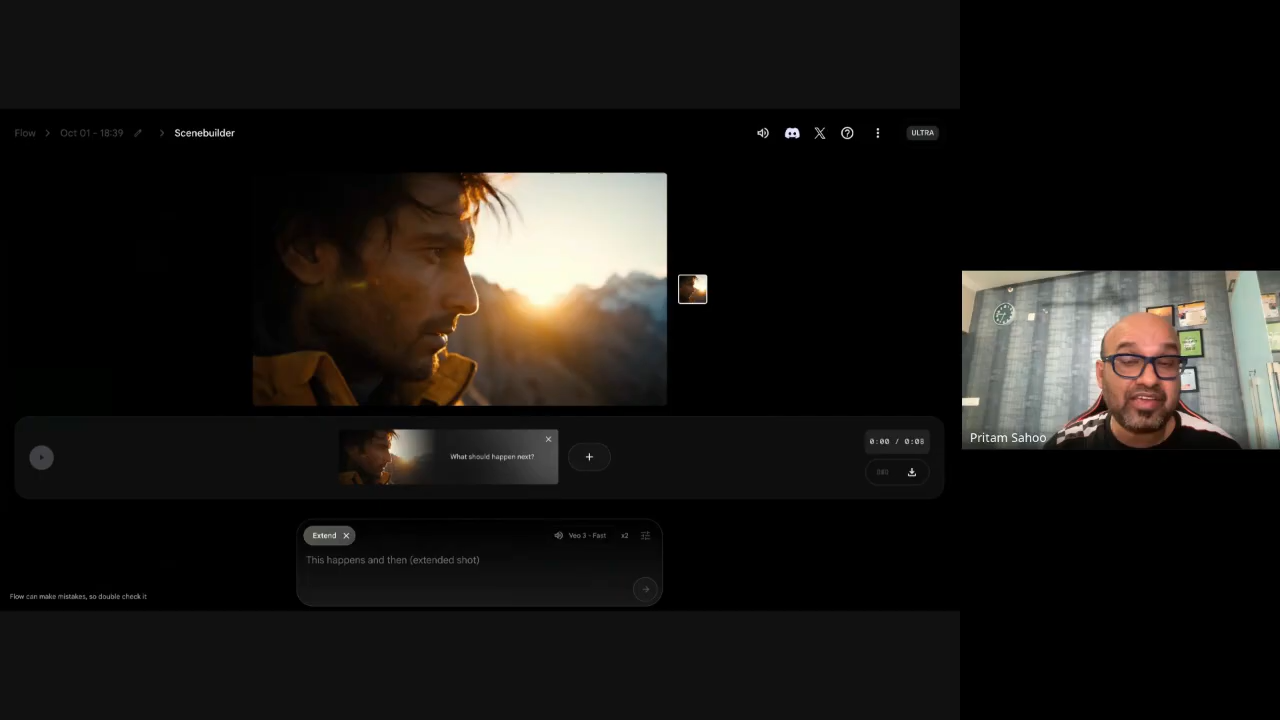 Flow > Oct 01 - 18:39 > Scenebuilder
ULTRA
What should happen next?
0:00 / 0:08
Extend
Veo 3 - Fast x2
This happens and then (extended shot)
Flow can make mistakes, so double check it
Pritam Sahoo